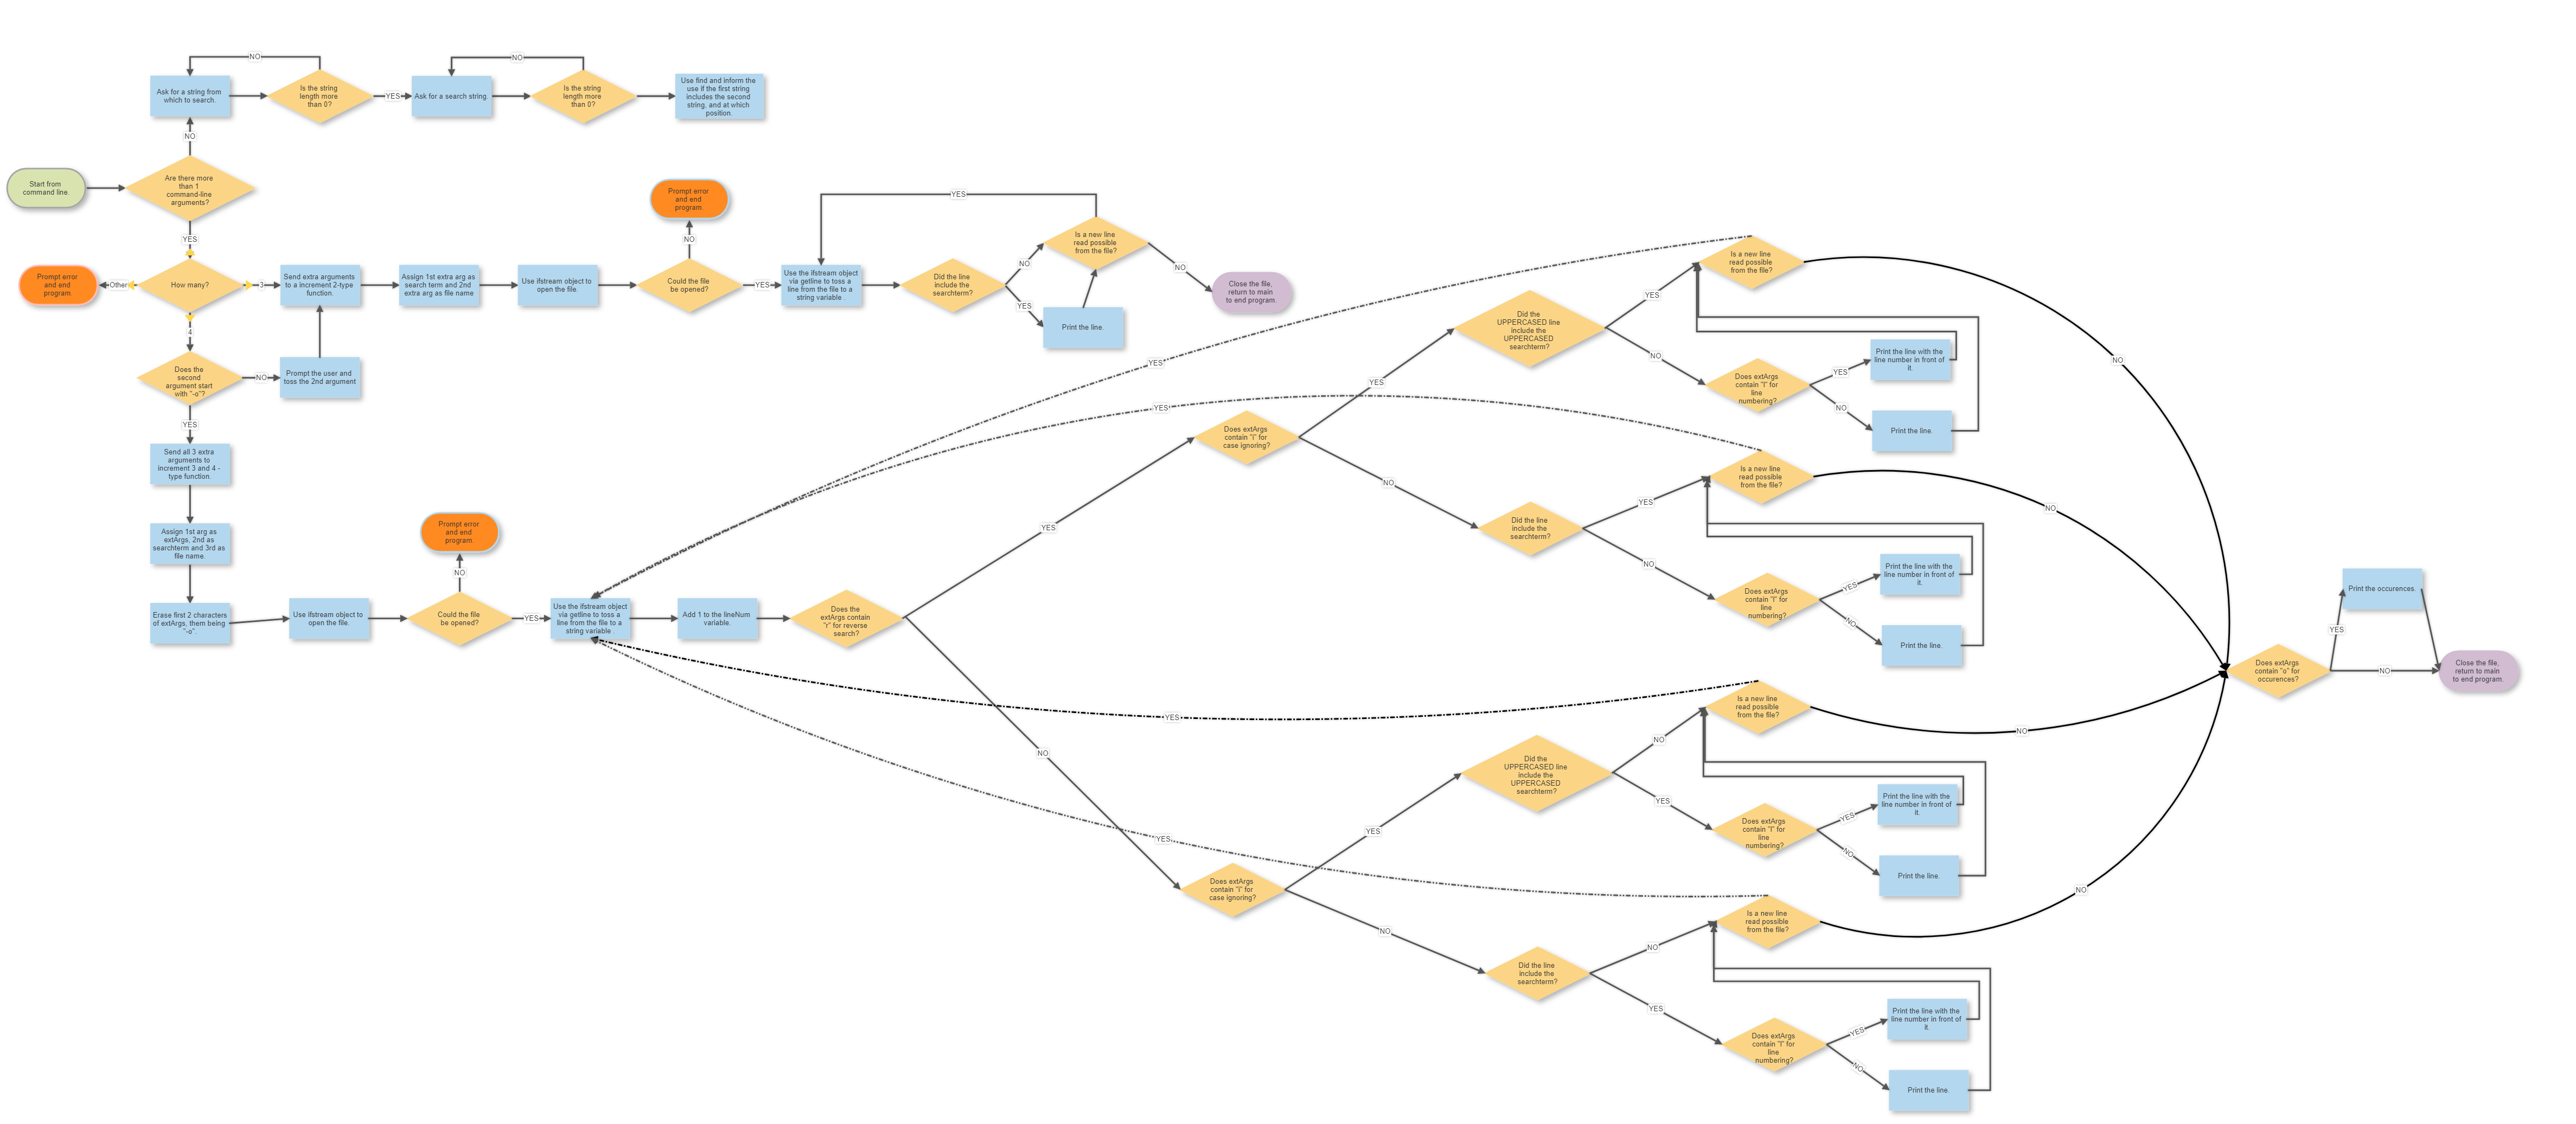 NO
NO
Ask for a string from
which to search.
Is the string
length more
than 0?
YES
Ask for a search string.
Is the string
length more
than 0?
Use find and inform the
use if the first string
includes the second
string, and at which
position.
NO
Start from
command line.
Are there more
than 1
command-line
arguments?
YES
Prompt error
and end
program.
Other
How many?
3
Send extra arguments
to a increment 2-type
function.
Assign 1st extra arg as
search term and 2nd
extra arg as file name
Use ifstream object to
open the file.
Could the file
be opened?
NO
Prompt error
and end
program.
YES
Use the ifstream object
via getline to toss a
line from the file to a
string variable .
Did the line
include the
searchterm?
NO
YES
Print the line.
Is a new line
read possible
from the file?
YES
NO
Close the file,
return to main
to end program.
4
Does the
second
argument start
with "-o"?
NO
Prompt the user and
toss the 2nd argument
YES
Send all 3 extra
arguments to
increment 3 and 4 -
type function.
Assign 1st arg as
extArgs, 2nd as
searchterm and 3rd as
file name.
Erase first 2 characters
of extArgs, them being
"-o".
Use ifstream object to
open the file.
Could the file
be opened?
NO
Prompt error
and end
program
YES
Use the ifstream object
via getline to toss a
line from the file to a
string variable .
Add 1 to the lineNum
variable.
Does the
extArgs contain
"r" for reverse
search?
YES
Does extArgs
contain "i" for
case ignoring?
YES
Did the
UPPERCASED line
include the
UPPERCASED
searchterm?
YES
Is a new line
read possible
from the file?
YES
NO
NO
Does extArgs
contain "l" for
line
numbering?
YES
Print the line with the
line number in front of
it.
NO
Print the line.
NO
Did the line
include the
searchterm?
YES
Is a new line
read possible
from the file?
YES
NO
NO
Does extArgs
contain "l" for
line
numbering?
YES
Print the line with the
line number in front of
it.
NO
Print the line.
NO
Does extArgs
contain "i" for
case ignoring?
YES
Did the
UPPERCASED line
include the
UPPERCASED
searchterm?
NO
Is a new line
read possible
from the file?
YES
NO
YES
Does extArgs
contain "l" for
line
numbering?
YES
Print the line with the
line number in front of
it.
NO
Print the line.
NO
Did the line
include the
searchterm?
NO
Is a new line
read possible
from the file?
YES
NO
YES
Does extArgs
contain "l" for
line
numbering?
YES
Print the line with the
line number in front of
it.
NO
Print the line.
Does extArgs
contain "o" for
occurences?
YES
Print the occurences.
NO
Close the file,
return to main
to end program.